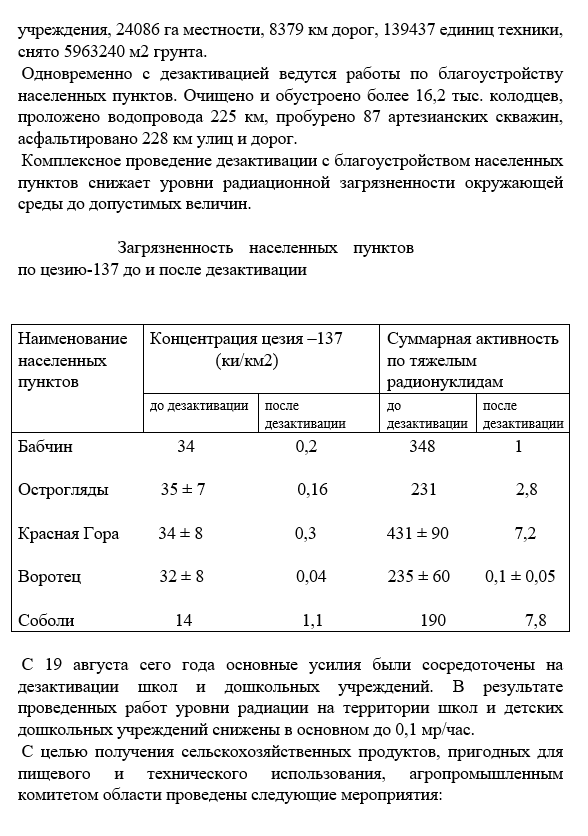 учреждения, 24086 га местности, 8379 км дорог, 139437 единиц техники,
снято 5963240 м2 грунта.
Одновременно с дезактивацией ведутся работы по благоустройству
населенных пунктов. Очищено и обустроено более 16,2 тыс. колодцев,
проложено водопровода 225 км, пробурено 87 артезианских скважин,
асфальтировано 228 км улиц и дорог.
Комплексное проведение дезактивации с благоустройством населенных
пунктов снижает уровни радиационной загрязненности окружающей
среды до допустимых величин.
Загрязненность населенных пунктов
по цезию-137 до и после дезактивации
Наименование населенных пунктов
Концентрация цезия –137 (ки/км2)
Суммарная активность по тяжелым радионуклидам
до дезактивации
после дезактивации
до дезактивации
после дезактивации
Бабчин 34 0,2 348 1
Острогляды 35 ± 7 0,16 231 2,8
Красная Гора 34 ± 8 0,3 431 ± 90 7,2
Воротец 32 ± 8 0,04 235 ± 60 0,1 ± 0,05
Соболи 14 1,1 190 7,8
С 19 августа сего года основные усилия были сосредоточены на
дезактивации школ и дошкольных учреждений. В результате
проведенных работ уровни радиации на территории школ и детских
дошкольных учреждений снижены в основном до 0,1 мр/час.
С целью получения сельскохозяйственных продуктов, пригодных для
пищевого и технического использования, агропромышленным
комитетом области проведены следующие мероприятия: